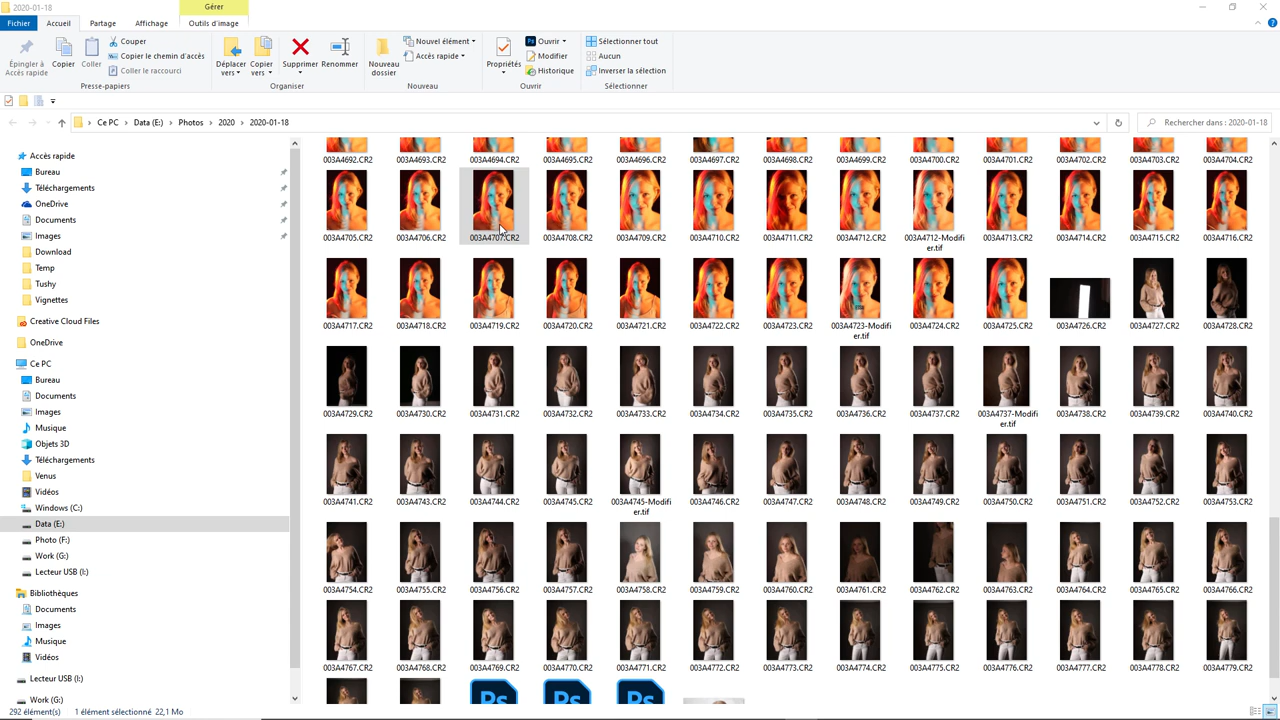 2020-01-18
Gérer
Fichier
Accueil
Partage
Affichage
Outils d'image
Épingler à Accès rapide
Copier
Coller
Couper
Copier le chemin d'accès
Coller le raccourci
Presse-papiers
Déplacer vers
Copier vers
Supprimer
Renommer
Organiser
Nouveau dossier
Nouvel élément
Accès rapide
Nouveau
Propriétés
Ouvrir
Modifier
Historique
Ouvrir
Sélectionner tout
Aucun
Inverser la sélection
Sélectionner
Ce PC > Data (E:) > Photos > 2020 > 2020-01-18
Rechercher dans : 2020-01-18
Accès rapide
Bureau
Téléchargements
OneDrive
Documents
Images
Download
Temp
Tushy
Vignettes
Creative Cloud Files
OneDrive
Ce PC
Bureau
Documents
Images
Musique
Objets 3D
Téléchargements
Venus
Vidéos
Windows (C:)
Data (E:)
Photo (F:)
Work (G:)
Lecteur USB (I:)
Bibliothèques
Documents
Images
Musique
Vidéos
Lecteur USB (I:)
Work (G:)
003A4692.CR2 003A4693.CR2 003A4694.CR2 003A4695.CR2 003A4696.CR2 003A4697.CR2 003A4698.CR2 003A4699.CR2 003A4700.CR2 003A4701.CR2 003A4702.CR2 003A4703.CR2 003A4704.CR2
003A4705.CR2 003A4706.CR2 003A4707.CR2 003A4708.CR2 003A4709.CR2 003A4710.CR2 003A4711.CR2 003A4712.CR2 003A4712-Modifier.tif 003A4713.CR2 003A4714.CR2 003A4715.CR2 003A4716.CR2
003A4717.CR2 003A4718.CR2 003A4719.CR2 003A4720.CR2 003A4721.CR2 003A4722.CR2 003A4723.CR2 003A4723-Modifier.tif 003A4724.CR2 003A4725.CR2 003A4726.CR2 003A4727.CR2 003A4728.CR2
003A4729.CR2 003A4730.CR2 003A4731.CR2 003A4732.CR2 003A4733.CR2 003A4734.CR2 003A4735.CR2 003A4736.CR2 003A4737.CR2 003A4737-Modifier.tif 003A4738.CR2 003A4739.CR2 003A4740.CR2
003A4741.CR2 003A4743.CR2 003A4744.CR2 003A4745.CR2 003A4745-Modifier.tif 003A4746.CR2 003A4747.CR2 003A4748.CR2 003A4749.CR2 003A4750.CR2 003A4751.CR2 003A4752.CR2 003A4753.CR2
003A4754.CR2 003A4755.CR2 003A4756.CR2 003A4757.CR2 003A4758.CR2 003A4759.CR2 003A4760.CR2 003A4761.CR2 003A4762.CR2 003A4763.CR2 003A4764.CR2 003A4765.CR2 003A4766.CR2
003A4767.CR2 003A4768.CR2 003A4769.CR2 003A4770.CR2 003A4771.CR2 003A4772.CR2 003A4773.CR2 003A4774.CR2 003A4775.CR2 003A4776.CR2 003A4777.CR2 003A4778.CR2 003A4779.CR2
Ps Ps Ps
292 élément(s) 1 élément sélectionné 22,1 Mo